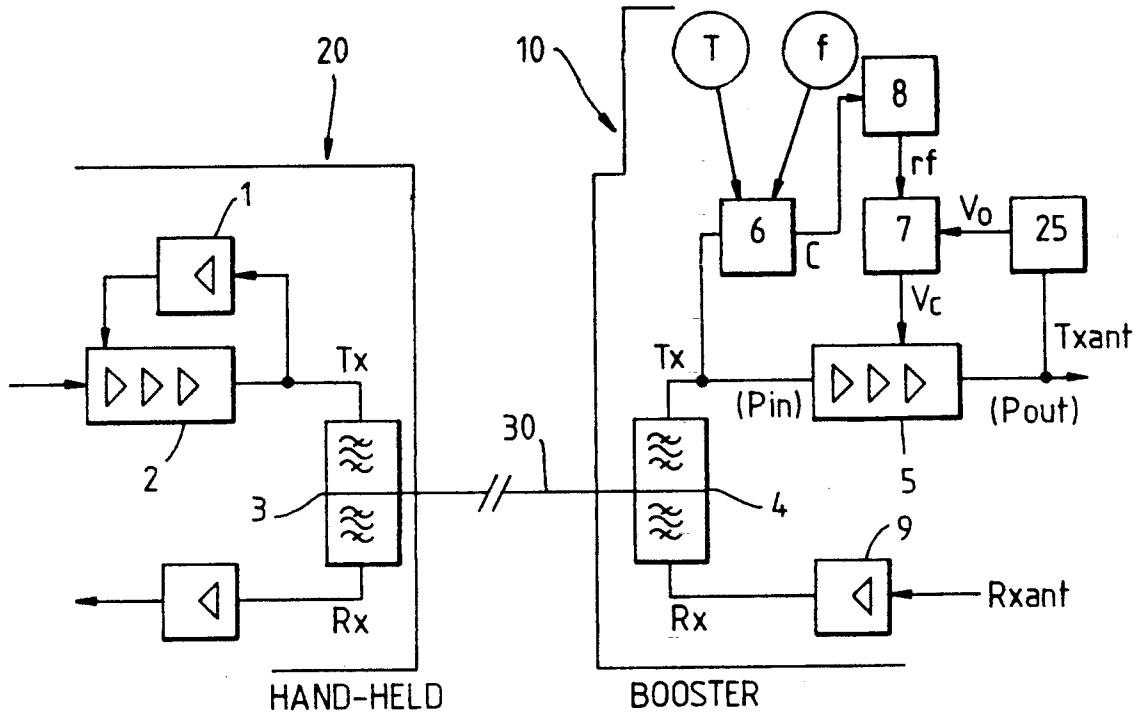 20
10
T
f
8
rf
1
6
C
7
Vo
25
Vc
Tx
Txant
Tx
(Pin)
(Pout)
2
30
5
3
4
9
Rx
Rx
Rxant
HAND-HELD
BOOSTER